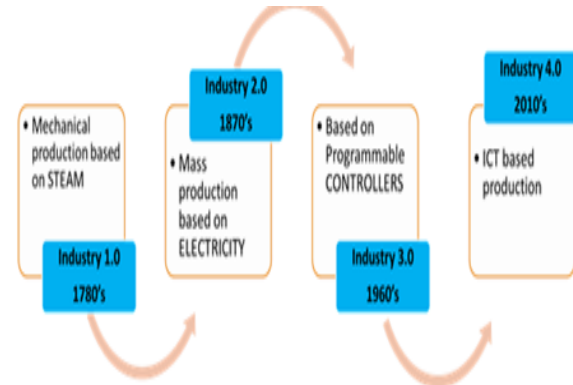 • Mechanical
production based
on STEAM
Industry 1.0
1780's
Industry 2.0
1870's
• Mass
production
based on
ELECTRICITY
• Based on
Programmable
CONTROLLERS
Industry 3.0
1960's
Industry 4.0
2010's
• ICT based
production